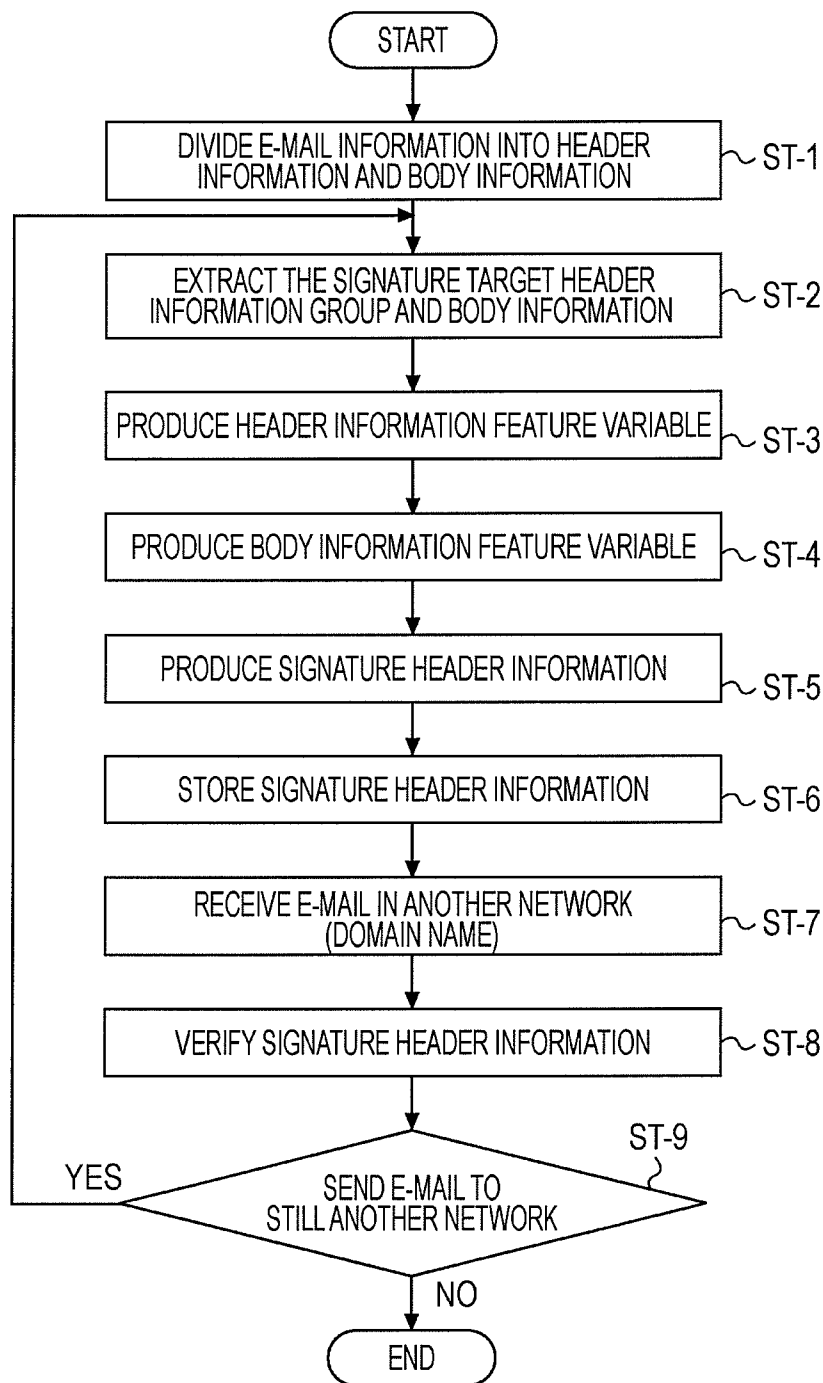 START
DIVIDE E-MAIL INFORMATION INTO HEADER
INFORMATION AND BODY INFORMATION
ST-1
EXTRACT THE SIGNATURE TARGET HEADER
INFORMATION GROUP AND BODY INFORMATION
ST-2
PRODUCE HEADER INFORMATION FEATURE VARIABLE
ST-3
PRODUCE BODY INFORMATION FEATURE VARIABLE
ST-4
PRODUCE SIGNATURE HEADER INFORMATION
ST-5
STORE SIGNATURE HEADER INFORMATION
ST-6
RECEIVE E-MAIL IN ANOTHER NETWORK
(DOMAIN NAME)
ST-7
VERIFY SIGNATURE HEADER INFORMATION
ST-8
ST-9
YES
SEND E-MAIL TO
STILL ANOTHER NETWORK
NO
END